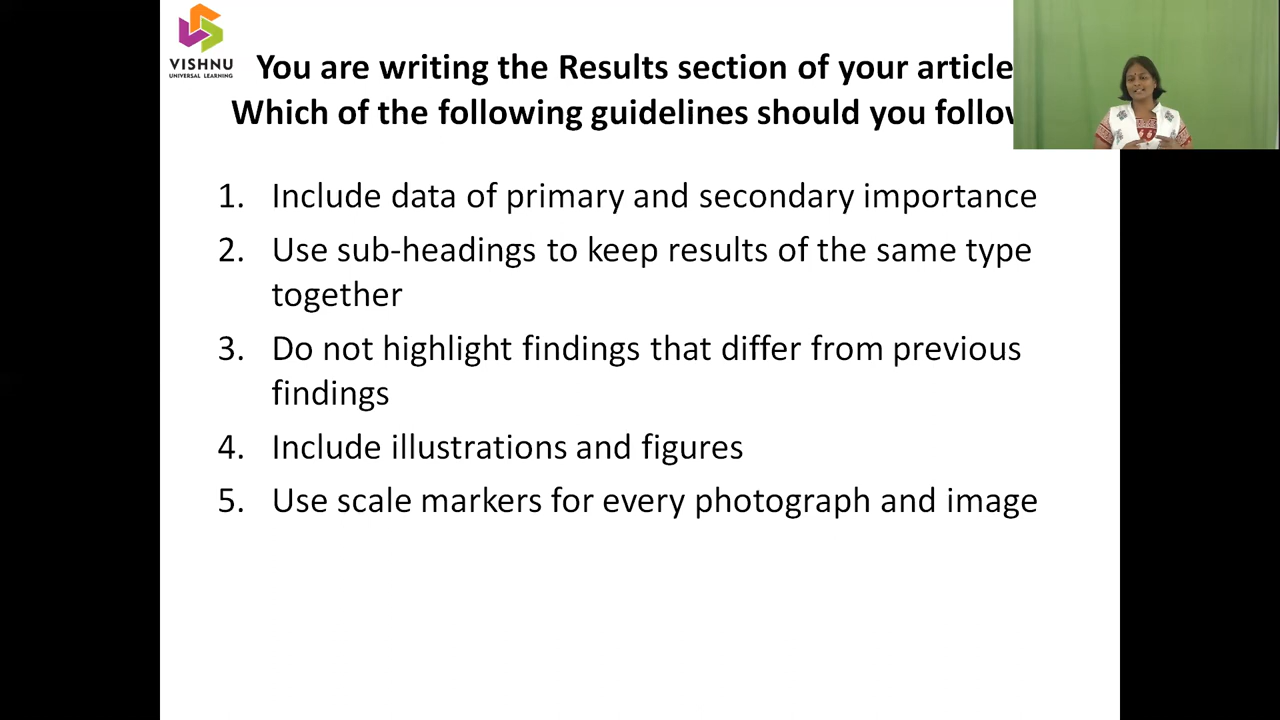 VISHNU
UNIVERSAL LEARNING
You are writing the Results section of your article
Which of the following guidelines should you follow
1. Include data of primary and secondary importance
2. Use sub-headings to keep results of the same type
together
3. Do not highlight findings that differ from previous
findings
4. Include illustrations and figures
5. Use scale markers for every photograph and image